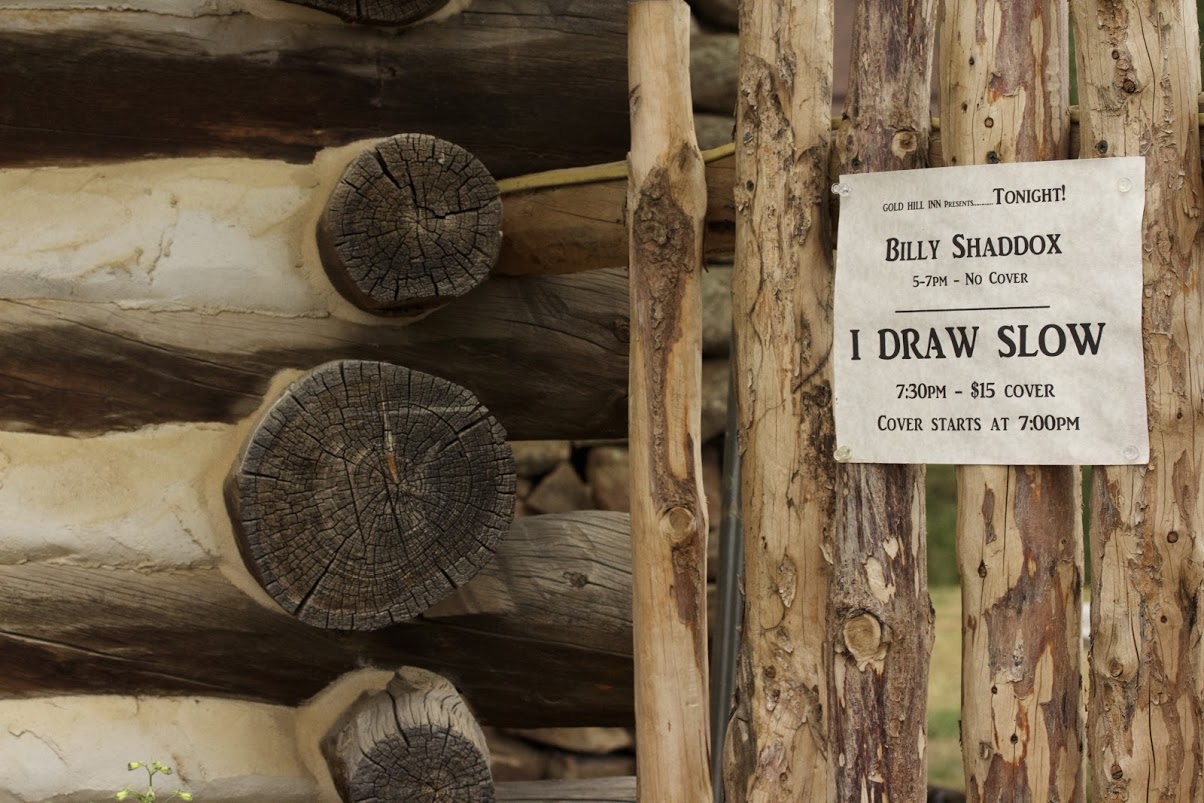 GOLD HILL INN PRESENTS.........TONIGHT!
BILLY SHADDOX
5-7PM - NO COVER
I DRAW SLOW
7:30PM - $15 COVER
COVER STARTS AT 7:00PM